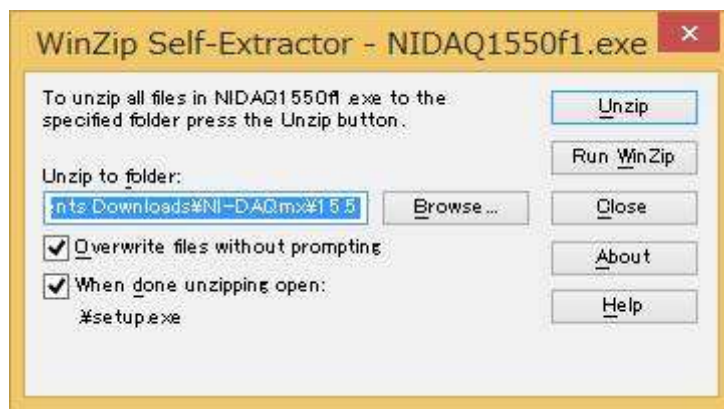 WinZip Self-Extractor - NIDAQ1550f1.exe
To unzip all files in NIDAQ1550f1.exe to the
specified folder press the Unzip button.
Unzip to folder:
ents Downloads¥NI-DAQmx¥15.5
Browse...
Overwrite files without prompting
When done unzipping open:
¥setup.exe
Unzip
Run WinZip
Close
About
Help